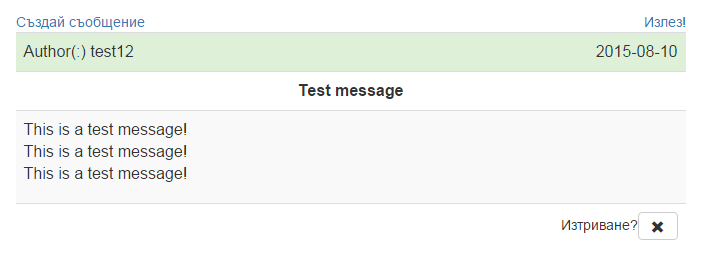 Създай съобщение Излез!
Author(:) test12 2015-08-10
Test message
This is a test message!
This is a test message!
This is a test message!
Изтриване?